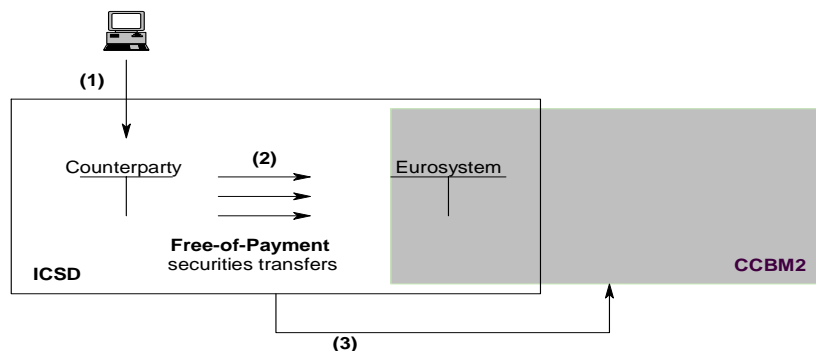 (1)
Counterparty
(2)
Eurosystem
Free-of-Payment
securities transfers
ICSD
CCBM2
(3)